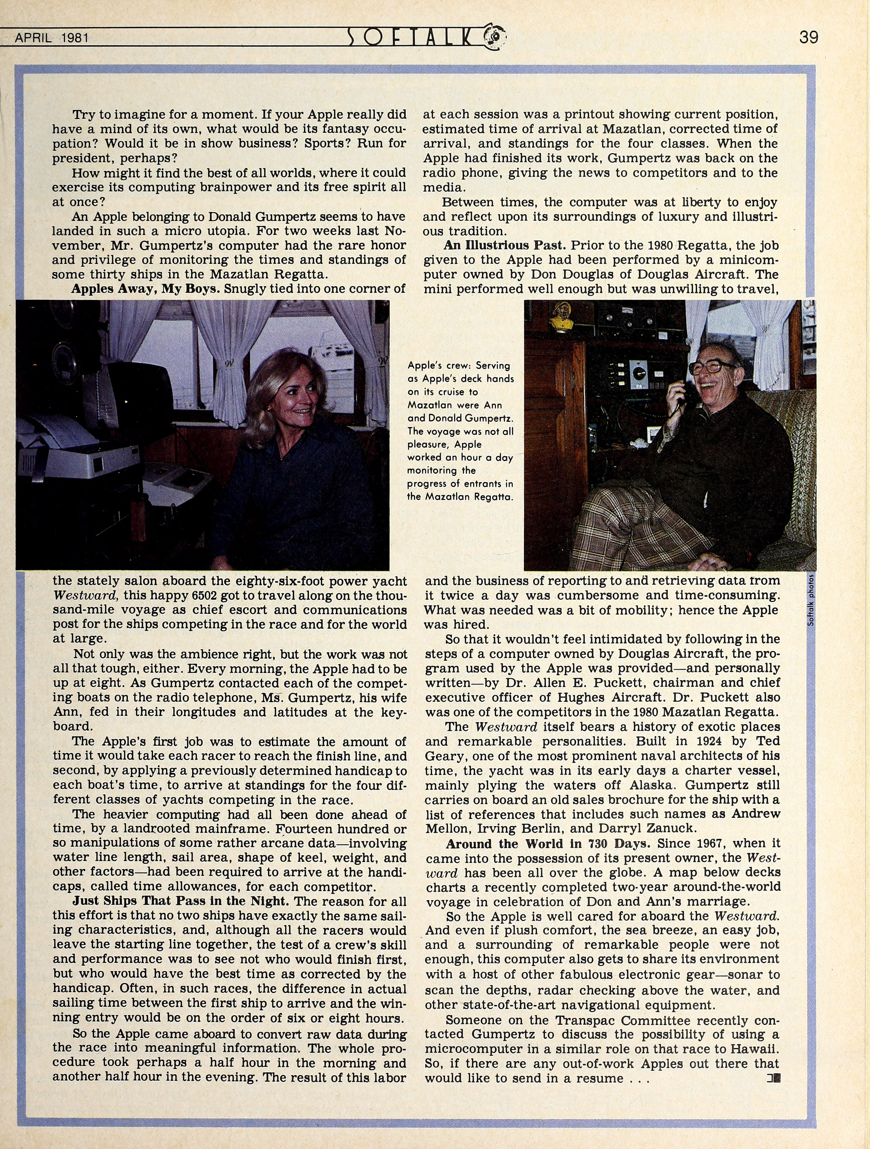 APRIL 1981
SOFTALK
39
Try to imagine for a moment. If your Apple really did
have a mind of its own, what would be its fantasy occu-
pation? Would it be in show business? Sports? Run for
president, perhaps?
How might it find the best of all worlds, where it could
exercise its computing brainpower and its free spirit all
at once?
An Apple belonging to Donald Gumpertz seems to have
landed in such a micro utopia. For two weeks last No-
vember, Mr. Gumpertz's computer had the rare honor
and privilege of monitoring the times and standings of
some thirty ships in the Mazatlan Regatta.
Apples Away, My Boys. Snugly tied into one corner of
the stately salon aboard the eighty-six-foot power yacht
Westward, this happy 6502 got to travel along on the thou-
sand-mile voyage as chief escort and communications
post for the ships competing in the race and for the world
at large.
Not only was the ambience right, but the work was not
all that tough, either. Every morning, the Apple had to be
up at eight. As Gumpertz contacted each of the compet-
ing boats on the radio telephone, Ms. Gumpertz, his wife
Ann, fed in their longitudes and latitudes at the key-
board.
The Apple's first job was to estimate the amount of
time it would take each racer to reach the finish line, and
second, by applying a previously determined handicap to
each boat's time, to arrive at standings for the four dif-
ferent classes of yachts competing in the race.
The heavier computing had all been done ahead of
time, by a landrooted mainframe. Fourteen hundred or
so manipulations of some rather arcane data—involving
water line length, sail area, shape of keel, weight, and
other factors—had been required to arrive at the handi-
caps, called time allowances, for each competitor.
Just Ships That Pass in the Night. The reason for all
this effort is that no two ships have exactly the same sail-
ing characteristics, and, although all the racers would
leave the starting line together, the test of a crew's skill
and performance was to see not who would finish first,
but who would have the best time as corrected by the
handicap. Often, in such races, the difference in actual
sailing time between the first ship to arrive and the win-
ning entry would be on the order of six or eight hours.
So the Apple came aboard to convert raw data during
the race into meaningful information. The whole pro-
cedure took perhaps a half hour in the morning and
another half hour in the evening. The result of this labor
at each session was a printout showing current position,
estimated time of arrival at Mazatlan, corrected time of
arrival, and standings for the four classes. When the
Apple had finished its work, Gumpertz was back on the
radio phone, giving the news to competitors and to the
media.
Between times, the computer was at liberty to enjoy
and reflect upon its surroundings of luxury and illustri-
ous tradition.
An Illustrious Past. Prior to the 1980 Regatta, the job
given to the Apple had been performed by a minicom-
puter owned by Don Douglas of Douglas Aircraft. The
mini performed well enough but was unwilling to travel,
Apple's crew: Serving
as Apple's deck hands
on its cruise to
Mazatlan were Ann
and Donald Gumpertz.
The voyage was not all
pleasure, Apple
worked an hour a day
monitoring the
progress of entrants in
the Mazatlan Regatta.
Softalk photos
and the business of reporting to and retrieving data from
it twice a day was cumbersome and time-consuming.
What was needed was a bit of mobility; hence the Apple
was hired.
So that it wouldn't feel intimidated by following in the
steps of a computer owned by Douglas Aircraft, the pro-
gram used by the Apple was provided—and personally
written—by Dr. Allen E. Puckett, chairman and chief
executive officer of Hughes Aircraft. Dr. Puckett also
was one of the competitors in the 1980 Mazatlan Regatta.
The Westward itself bears a history of exotic places
and remarkable personalities. Built in 1924 by Ted
Geary, one of the most prominent naval architects of his
time, the yacht was in its early days a charter vessel,
mainly plying the waters off Alaska. Gumpertz still
carries on board an old sales brochure for the ship with a
list of references that includes such names as Andrew
Mellon, Irving Berlin, and Darryl Zanuck.
Around the World in 730 Days. Since 1967, when it
came into the possession of its present owner, the West-
ward has been all over the globe. A map below decks
charts a recently completed two-year around-the-world
voyage in celebration of Don and Ann's marriage.
So the Apple is well cared for aboard the Westward.
And even if plush comfort, the sea breeze, an easy job,
and a surrounding of remarkable people were not
enough, this computer also gets to share its environment
with a host of other fabulous electronic gear—sonar to
scan the depths, radar checking above the water, and
other state-of-the-art navigational equipment.
Someone on the Transpac Committee recently con-
tacted Gumpertz to discuss the possibility of using a
microcomputer in a similar role on that race to Hawaii.
So, if there are any out-of-work Apples out there that
would like to send in a resume . . .